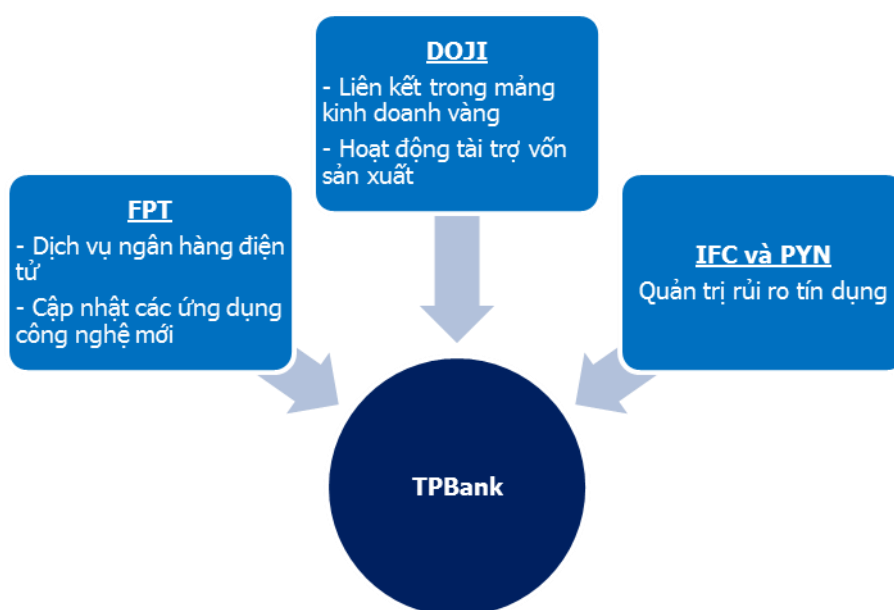 DOJI
- Liên kết trong mảng
kinh doanh vàng
- Hoạt động tài trợ vốn
sản xuất
FPT
- Dịch vụ ngân hàng điện
tử
- Cập nhật các ứng dụng
công nghệ mới
IFC và PYN
Quản trị rủi ro tín dụng
TPBank